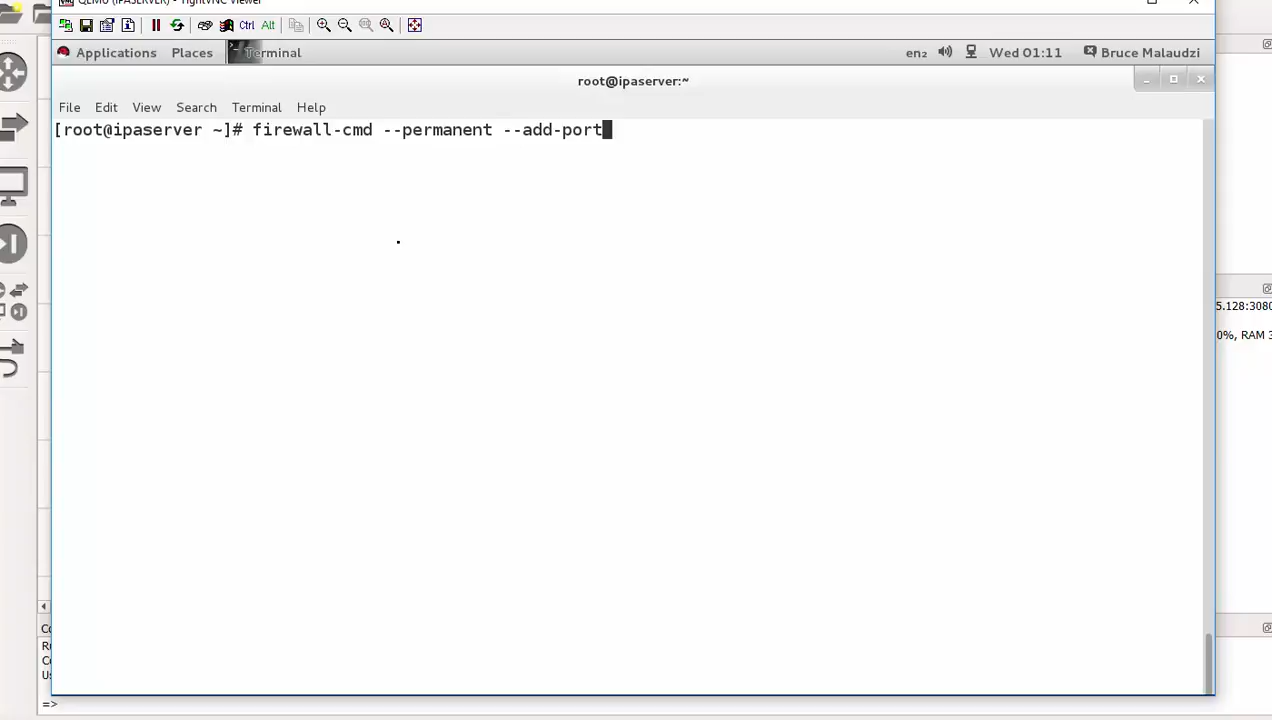 QEMU (IPASERVER) - TightVNC Viewer
Ctrl Alt
Applications Places Terminal en₂ Wed 01:11 Bruce Malaudzi
root@ipaserver:~
File Edit View Search Terminal Help
[root@ipaserver ~]# firewall-cmd --permanent --add-port
5.128:3080
0%, RAM 3
=>